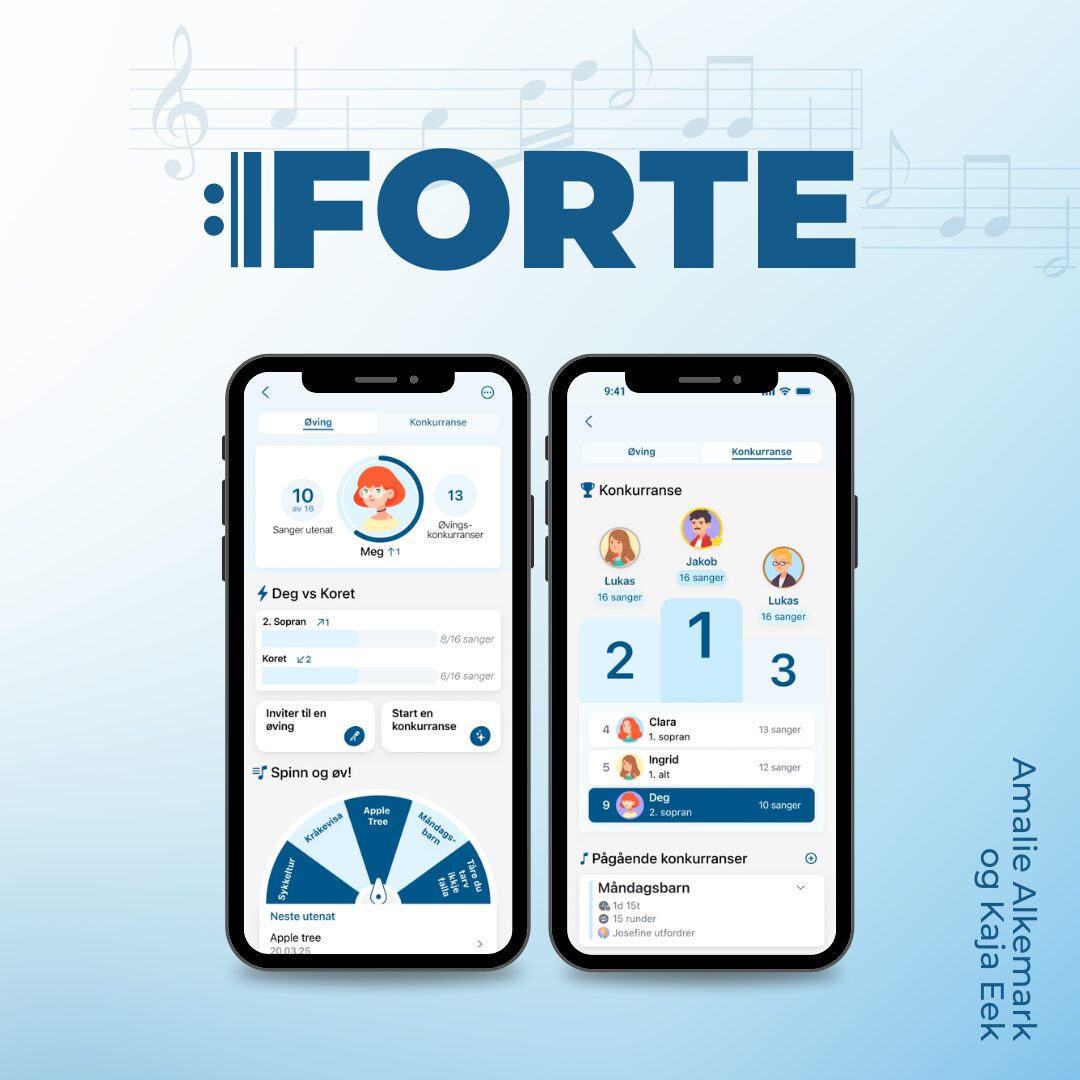 FORTE
Øving
Konkurranse
10
av 16
Sanger utenat
13
Øvings-
konkurranser
Meg ↑1
Deg vs Koret
2. Sopran ↗1
8/16 sanger
Koret ↙2
6/16 sanger
Inviter til en
øving
Start en
konkurranse
Spinn og øv!
Sykkeltur
Kråkevisa
Apple
Tree
Måndags-
barn
Tåre du
tarv
ikkje
falla
Neste utenat
Apple tree
20.03.25
9:41
Øving
Konkurranse
Konkurranse
Jakob
16 sanger
Lukas
16 sanger
Lukas
16 sanger
1
2
3
4 Clara 13 sanger
1. sopran
5 Ingrid 12 sanger
1. alt
9 Deg 10 sanger
2. sopran
Pågående konkurranser
Måndagsbarn
1d 15t
15 runder
Josefine utfordrer
Amalie Alkemark
og Kaja Eek